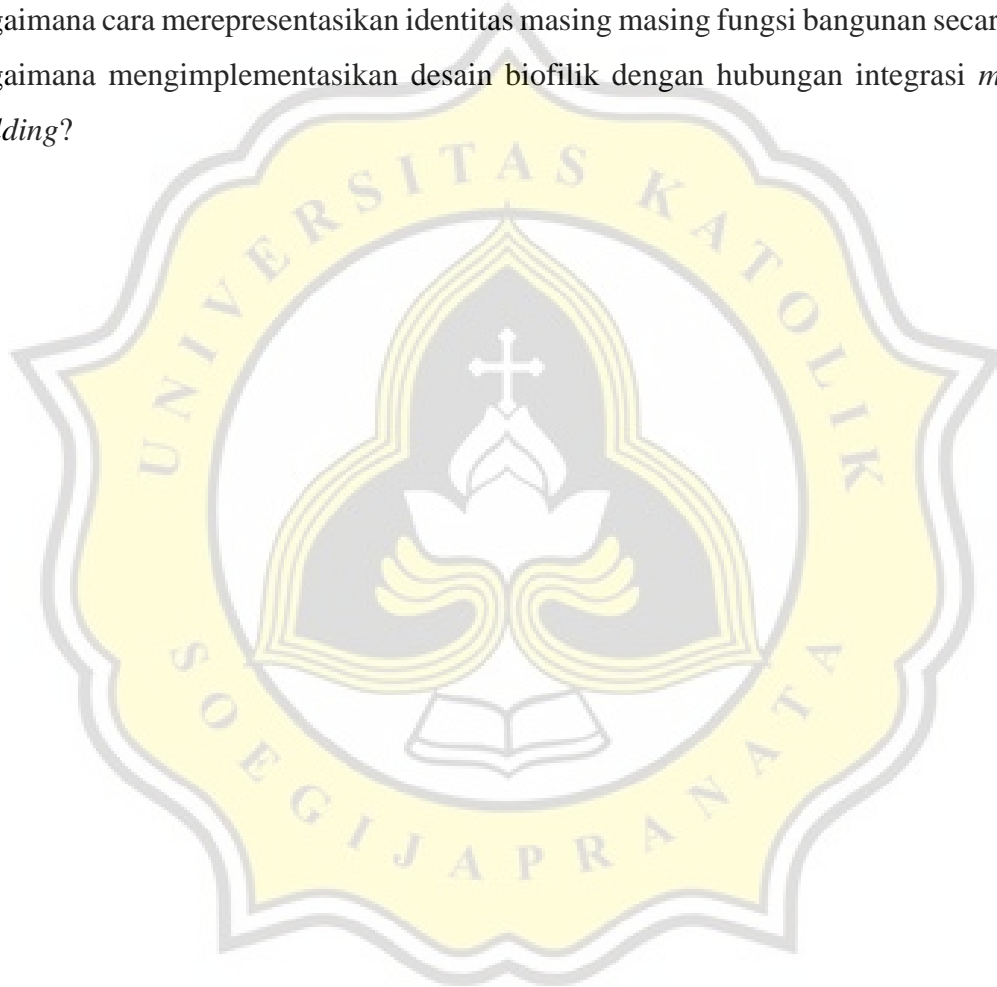 gaimana cara merepresentasikan identitas masing masing fungsi bangunan secar
gaimana mengimplementasikan desain biofilik dengan hubungan integrasi m
lding?
UNIVERSITAS KATOLIK
SOEGIJAPRANATA